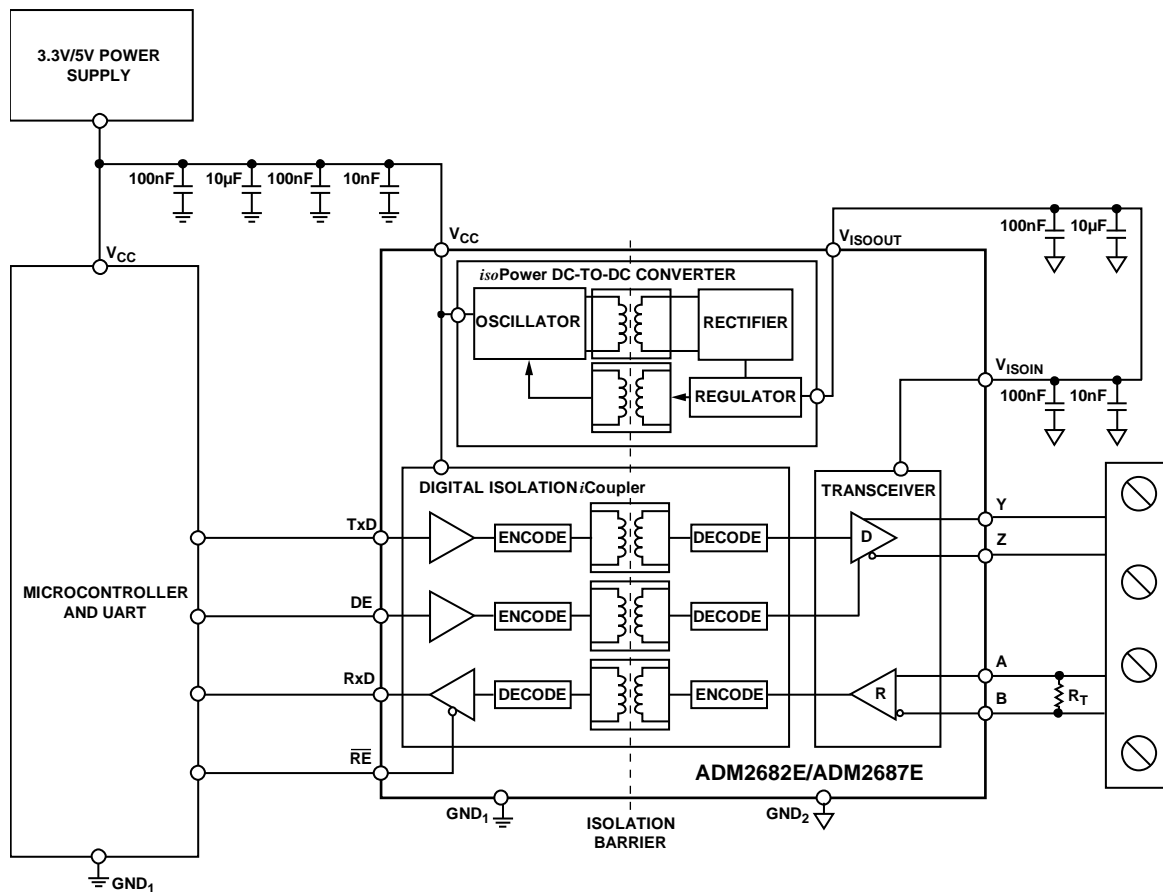 3.3V/5V POWER
SUPPLY
100nF
10µF
100nF
10nF
VCC
VCC
VISOOUT
100nF
10µF
isoPower DC-TO-DC CONVERTER
OSCILLATOR
RECTIFIER
REGULATOR
VISOIN
100nF
10nF
DIGITAL ISOLATION iCoupler
TRANSCEIVER
TxD
ENCODE
DECODE
D
Y
Z
MICROCONTROLLER
AND UART
DE
ENCODE
DECODE
RxD
DECODE
ENCODE
R
A
B
RT
RE
ADM2682E/ADM2687E
GND1
ISOLATION
BARRIER
GND2
GND1